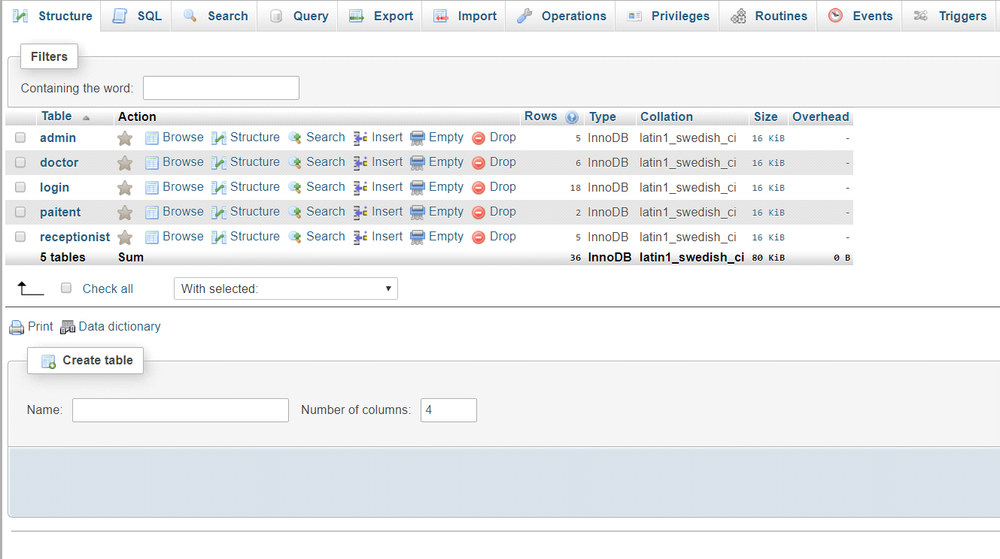 Structure SQL Search Query Export Import Operations Privileges Routines Events Triggers
Filters
Containing the word:
Table Action Rows Type Collation Size Overhead
admin Browse Structure Search Insert Empty Drop 5 InnoDB latin1_swedish_ci 16 KiB -
doctor Browse Structure Search Insert Empty Drop 6 InnoDB latin1_swedish_ci 16 KiB -
login Browse Structure Search Insert Empty Drop 18 InnoDB latin1_swedish_ci 16 KiB -
paitent Browse Structure Search Insert Empty Drop 2 InnoDB latin1_swedish_ci 16 KiB -
receptionist Browse Structure Search Insert Empty Drop 5 InnoDB latin1_swedish_ci 16 KiB -
5 tables Sum 36 InnoDB latin1_swedish_ci 80 KiB 0 B
Check all With selected:
Print Data dictionary
Create table
Name: Number of columns: 4